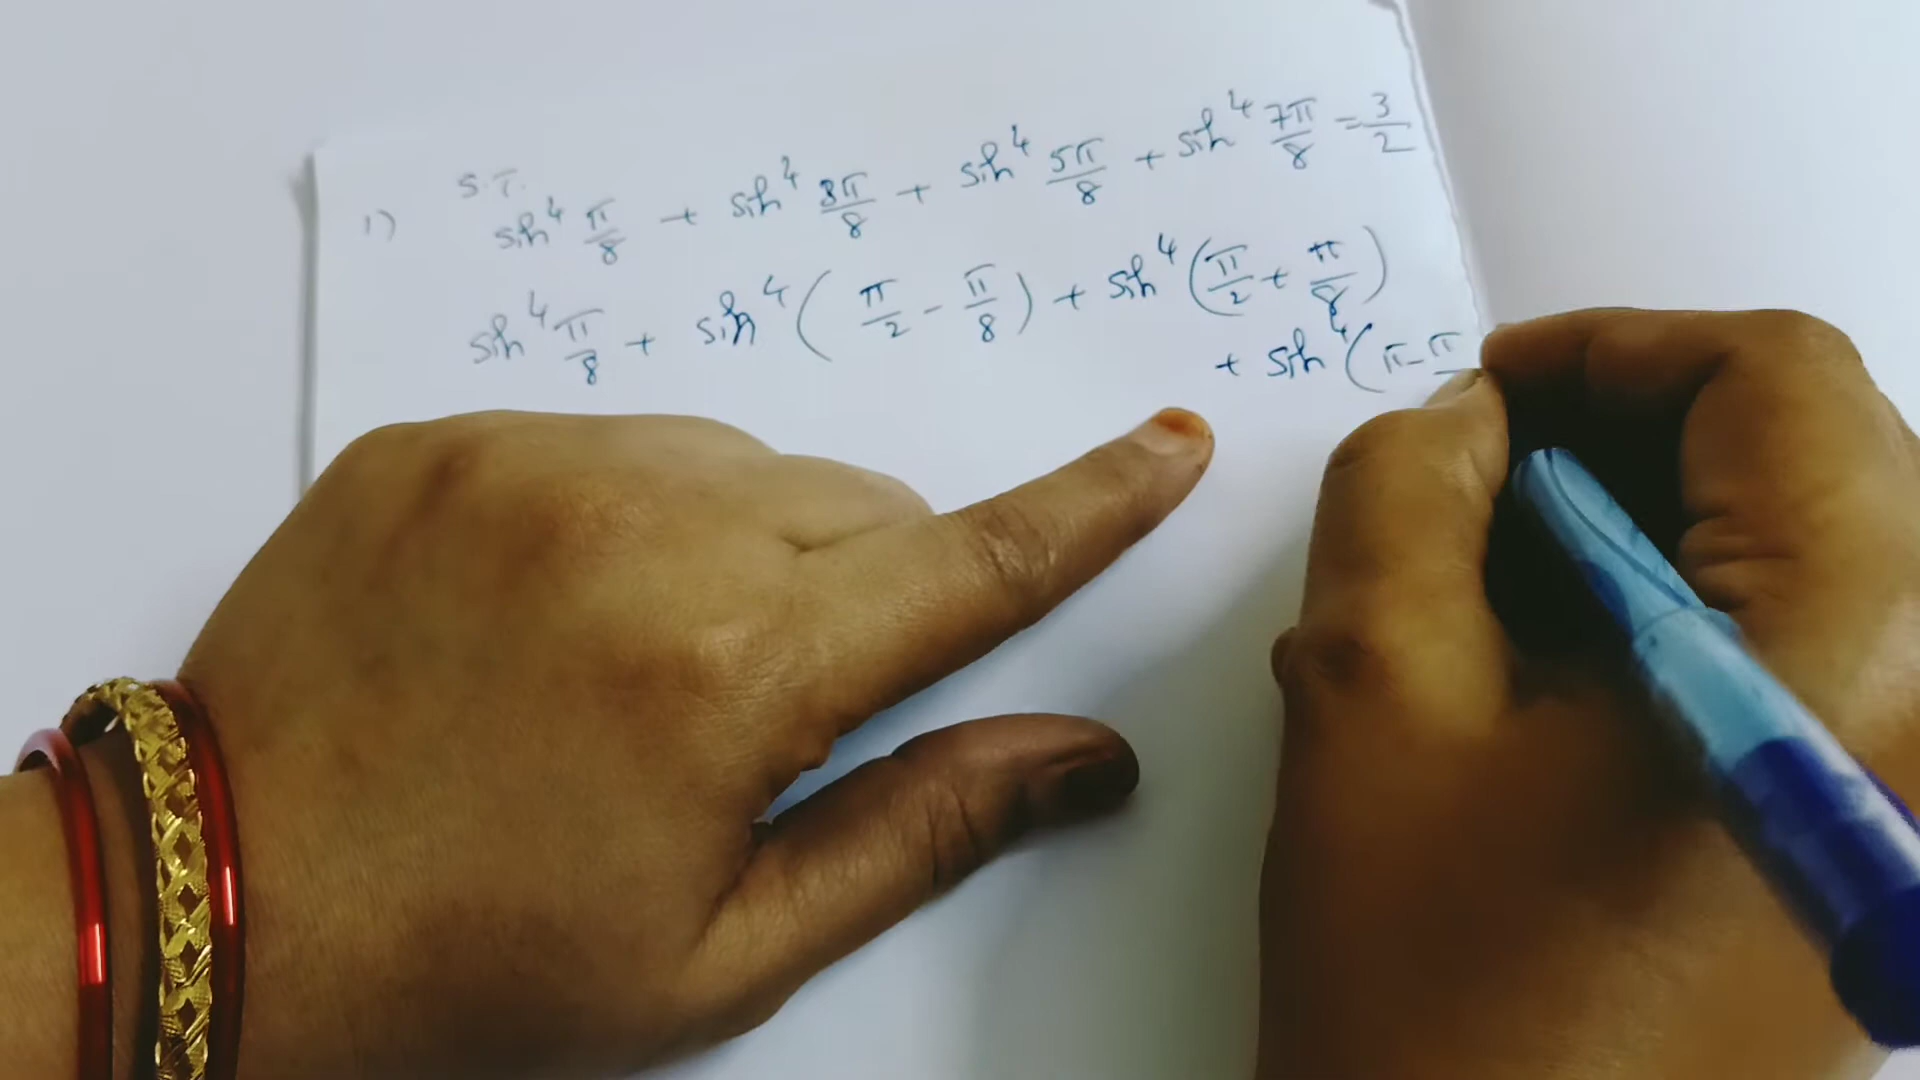 S.T.
1) sin⁴ π/8 + sin⁴ 3π/8 + sin⁴ 5π/8 + sin⁴ 7π/8 = 3/2
sin⁴ π/8 + sin⁴ (π/2 - π/8) + sin⁴ (π/2 + π/8)
+ sin⁴ (π - π